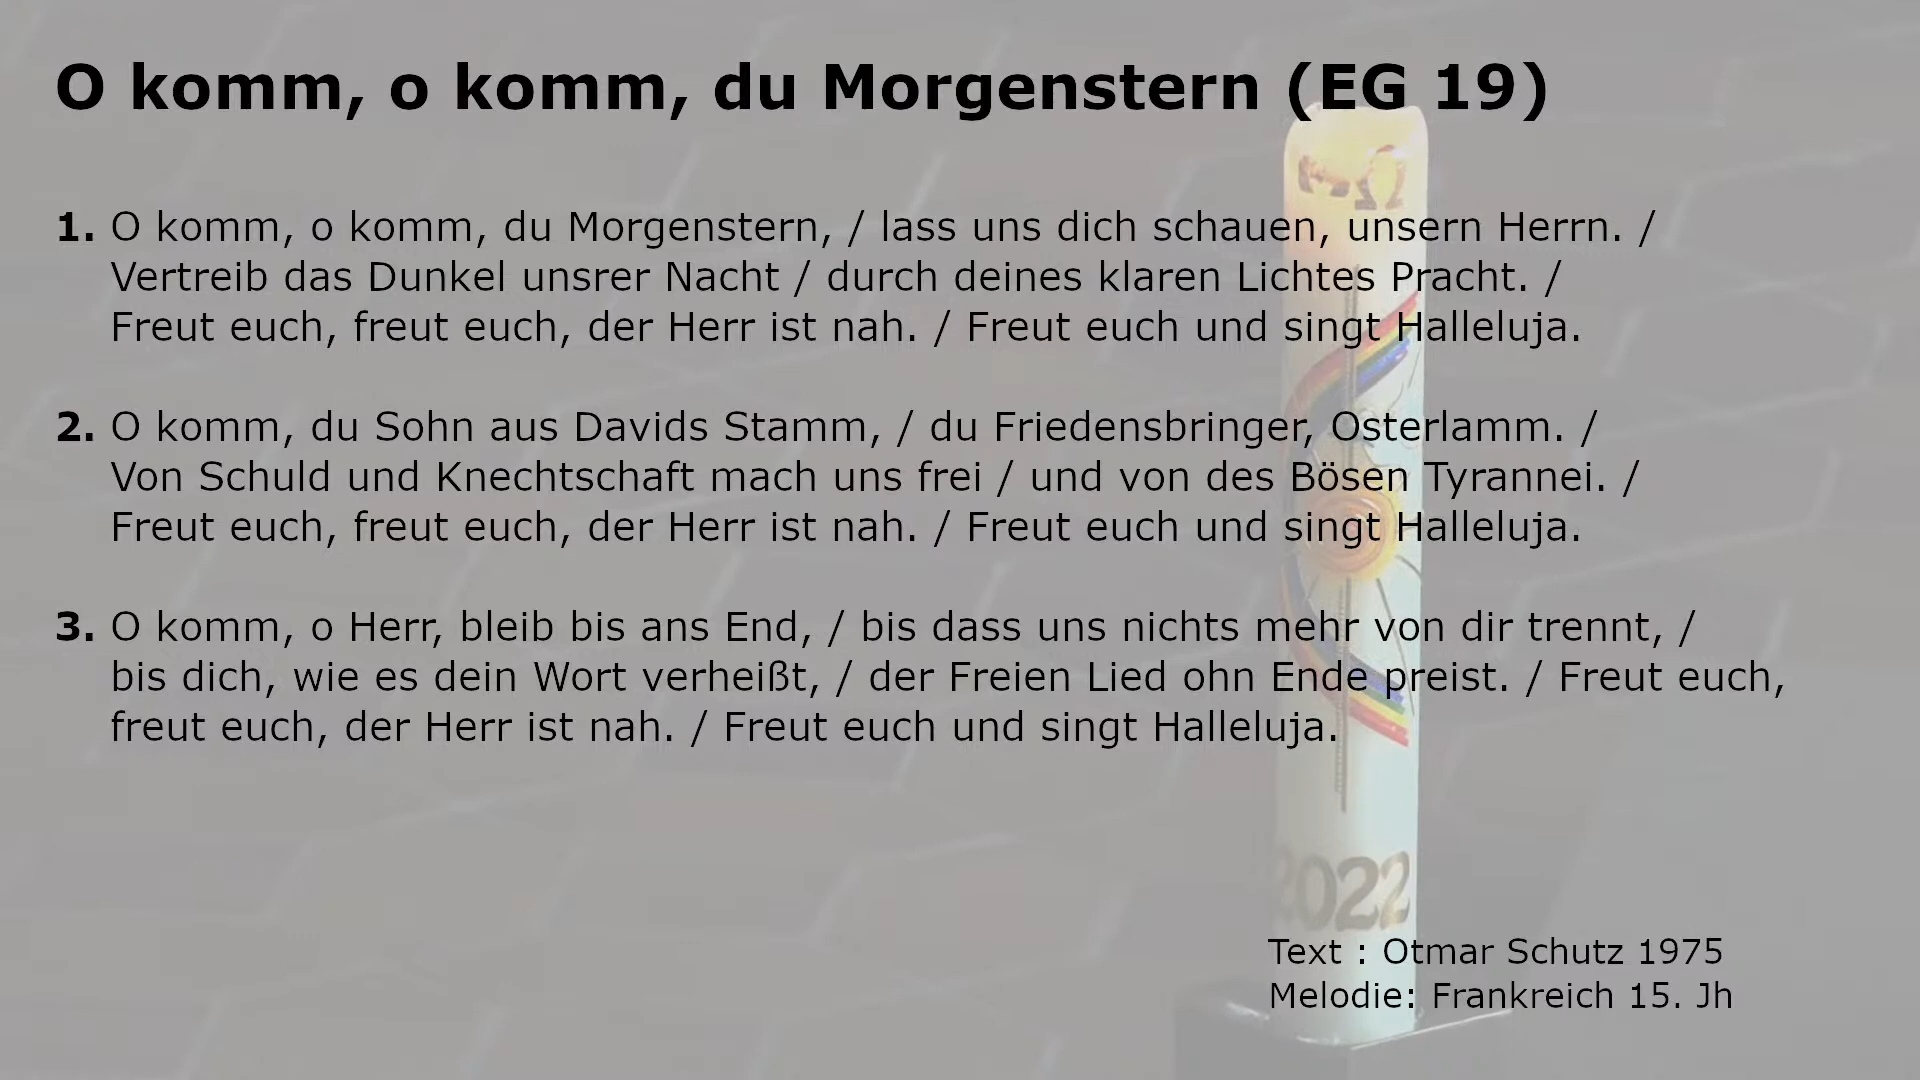 O komm, o komm, du Morgenstern (EG 19)
1. O komm, o komm, du Morgenstern, / lass uns dich schauen, unsern Herrn. /
Vertreib das Dunkel unsrer Nacht / durch deines klaren Lichtes Pracht. /
Freut euch, freut euch, der Herr ist nah. / Freut euch und singt Halleluja.
2. O komm, du Sohn aus Davids Stamm, / du Friedensbringer, Osterlamm. /
Von Schuld und Knechtschaft mach uns frei / und von des Bösen Tyrannei. /
Freut euch, freut euch, der Herr ist nah. / Freut euch und singt Halleluja.
3. O komm, o Herr, bleib bis ans End, / bis dass uns nichts mehr von dir trennt, /
bis dich, wie es dein Wort verheißt, / der Freien Lied ohn Ende preist. / Freut euch,
freut euch, der Herr ist nah. / Freut euch und singt Halleluja.
Ω
2022
Text : Otmar Schutz 1975
Melodie: Frankreich 15. Jh